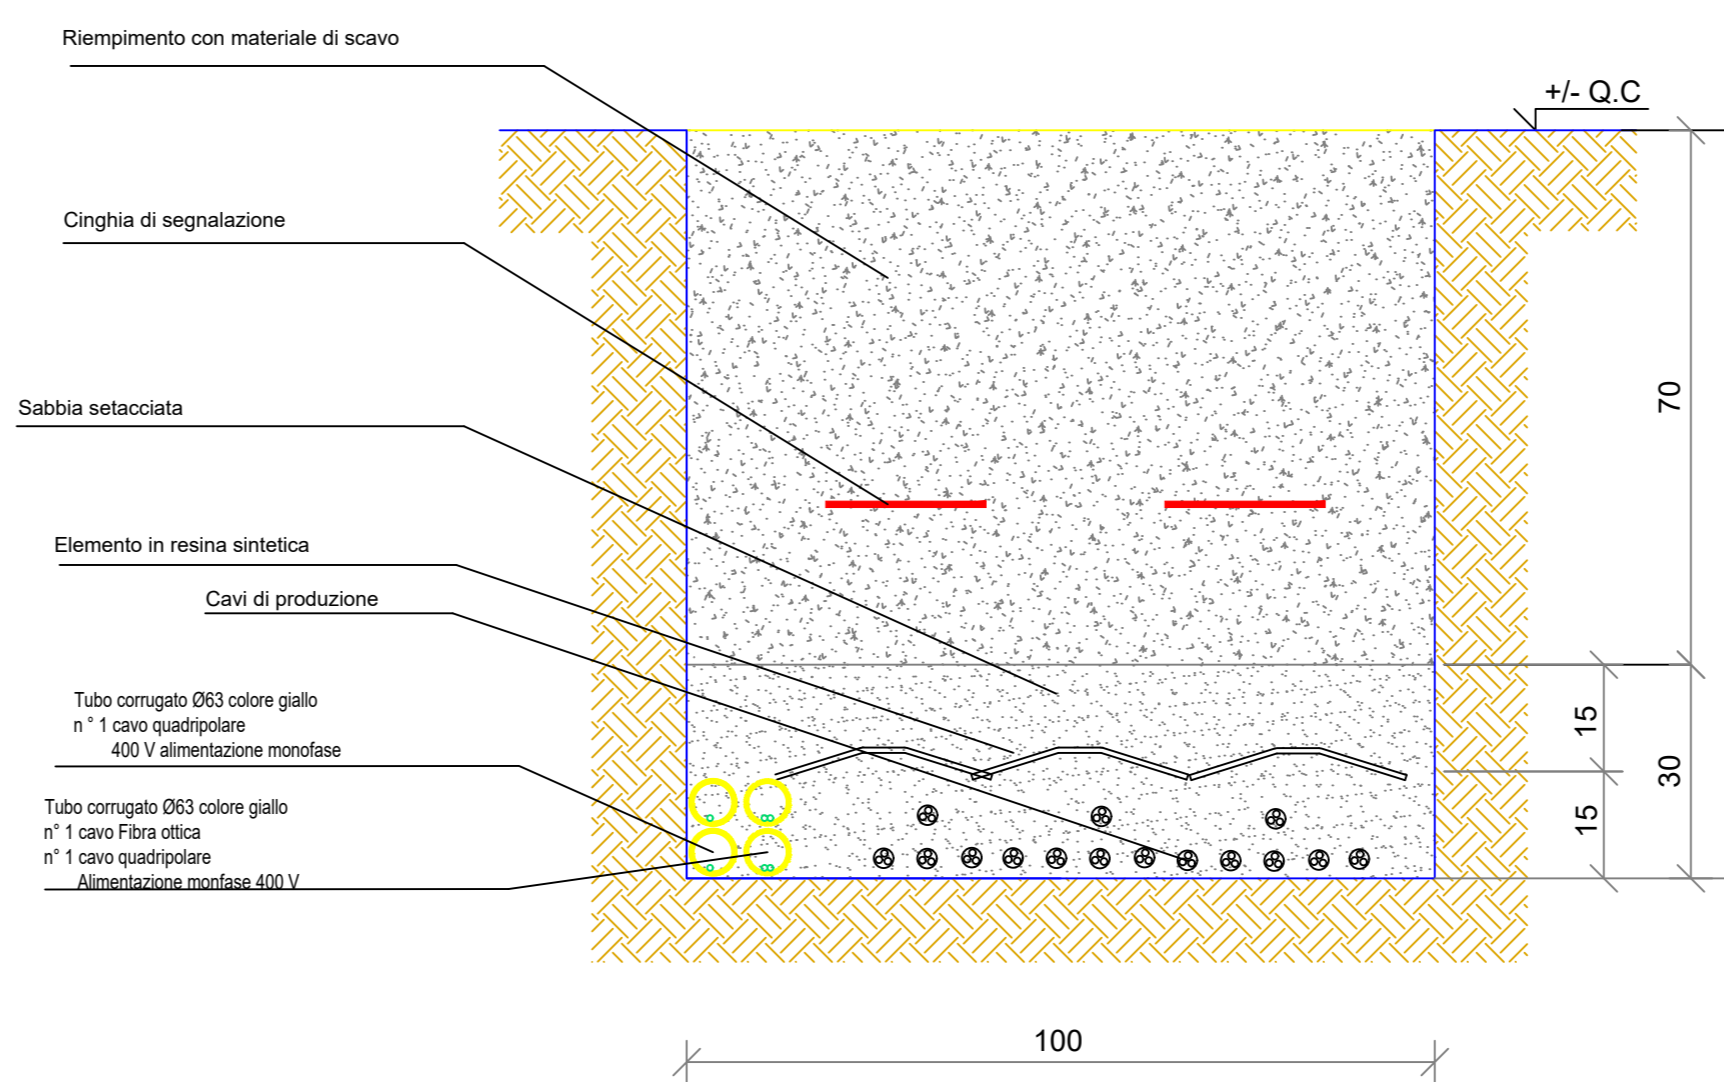 Riempimento con materiale di scavo
+/- Q.C
Cinghia di segnalazione
70
Sabbia setacciata
Elemento in resina sintetica
Cavi di produzione
Tubo corrugato Ø63 colore giallo
n ° 1 cavo quadripolare
400 V alimentazione monofase
15
30
15
Tubo corrugato Ø63 colore giallo
n° 1 cavo Fibra ottica
n° 1 cavo quadripolare
Alimentazione monfase 400 V
100